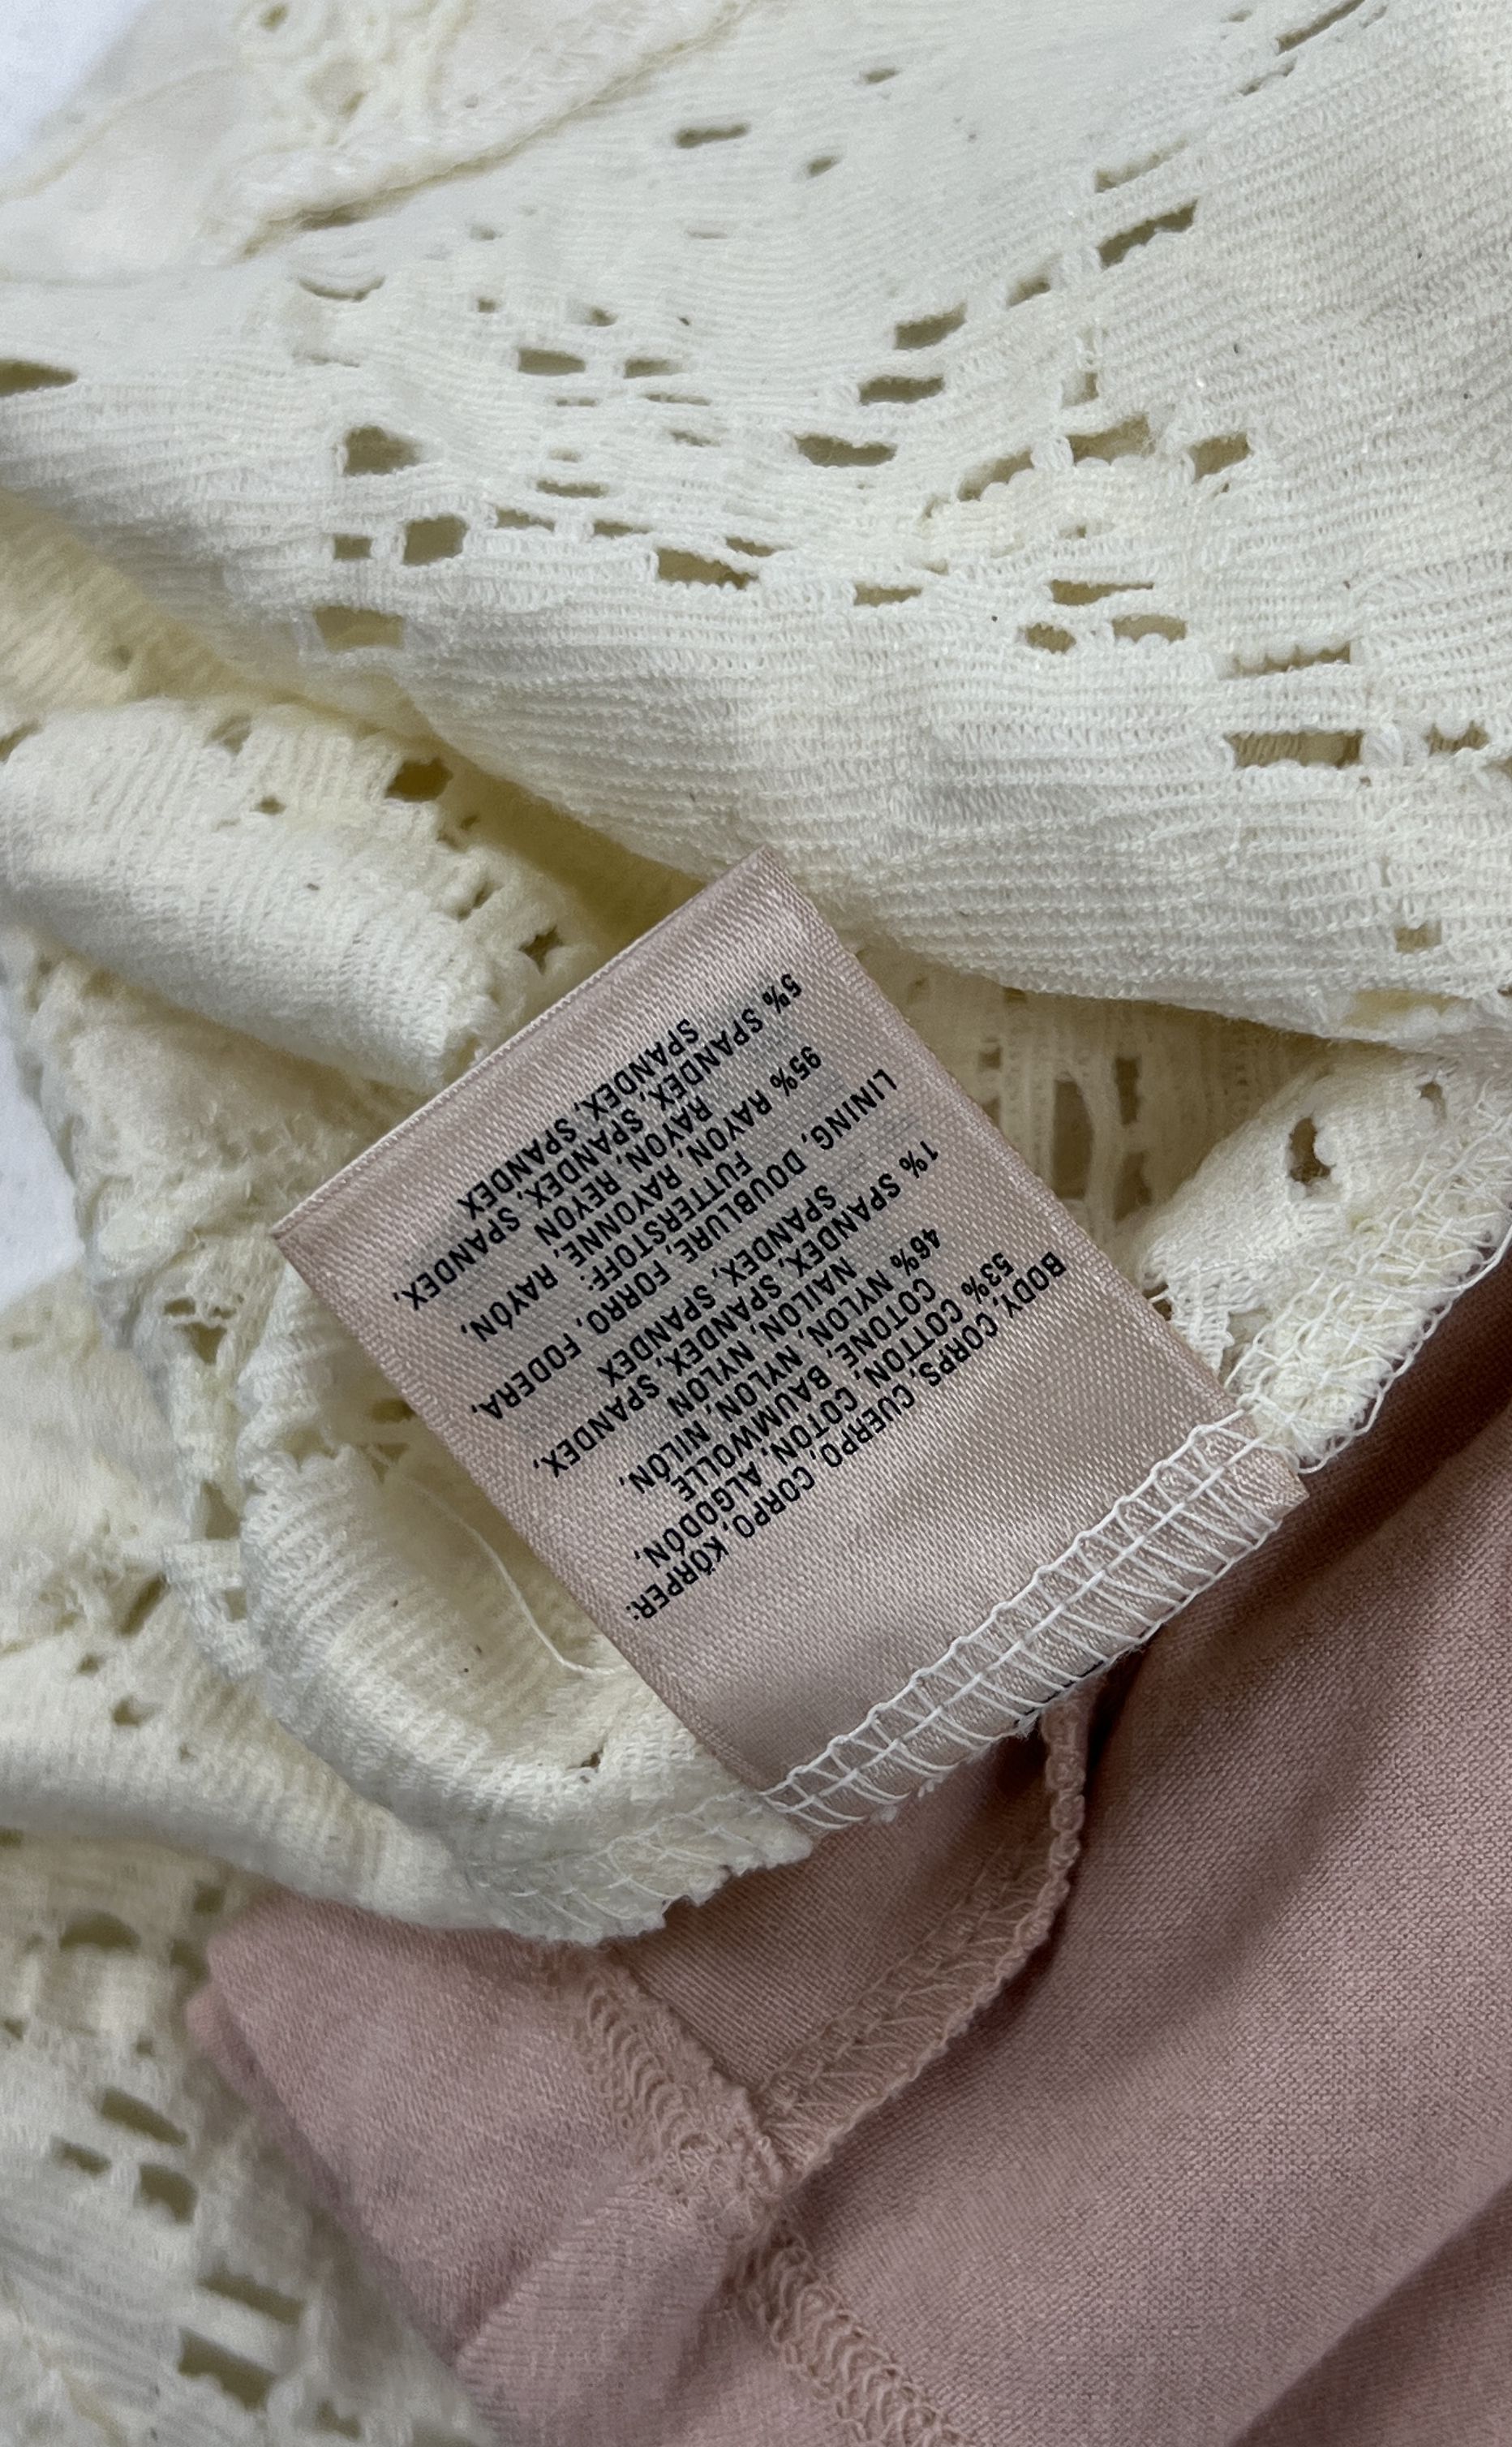 BODY, CORPS, CUERPO, CORPO, KÖRPER:
53% COTTON, COTON, ALGODÓN,
COTONE, BAUMWOLLE
46% NYLON, NYLON, NILÓN,
NAILON, NYLON
1% SPANDEX, SPANDEX, SPANDEX,
SPANDEX, SPANDEX
LINING, DOUBLURE, FORRO, FODERA,
FUTTERSTOFF:
95% RAYON, RAYONNE, RAYÓN,
RAYON, REYON
5% SPANDEX, SPANDEX, SPANDEX,
SPANDEX, SPANDEX